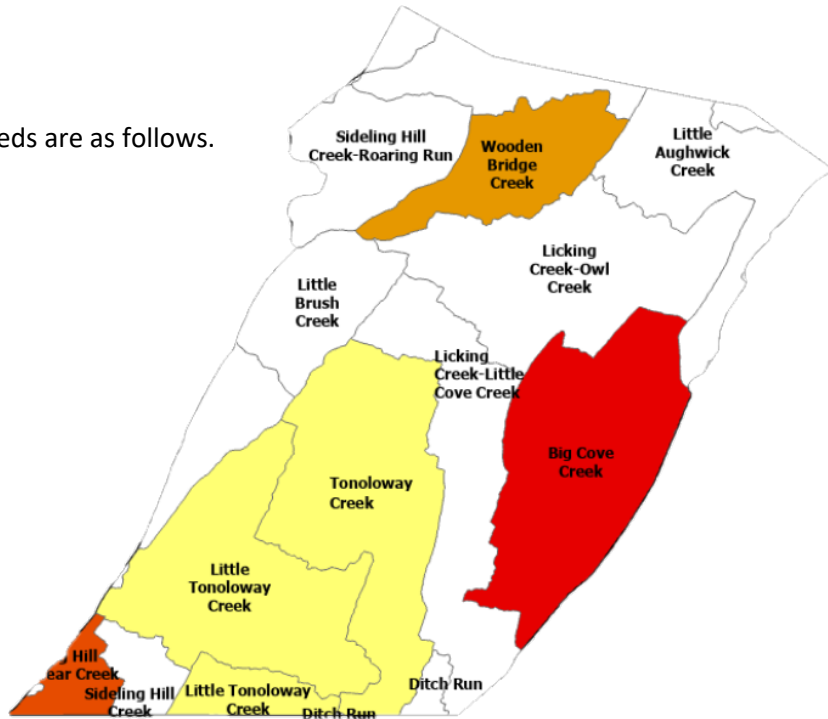 eds are as follows.
Sideling Hill
Creek-Roaring Run
Wooden
Bridge
Creek
Little
Aughwick
Creek
Licking
Creek-Owl
Creek
Little
Brush
Creek
Licking
Creek-Little
Cove Creek
Big Cove
Creek
Tonoloway
Creek
Little
Tonoloway
Creek
Hill
ear Creek
Sideling Hill
Creek
Little Tonoloway
Creek
Ditch Run
Ditch Run